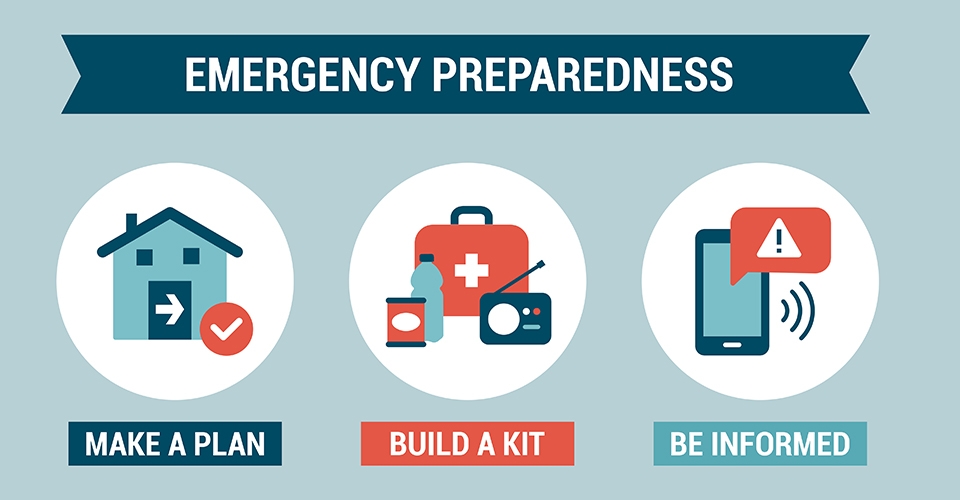 EMERGENCY PREPAREDNESS
MAKE A PLAN
BUILD A KIT
BE INFORMED